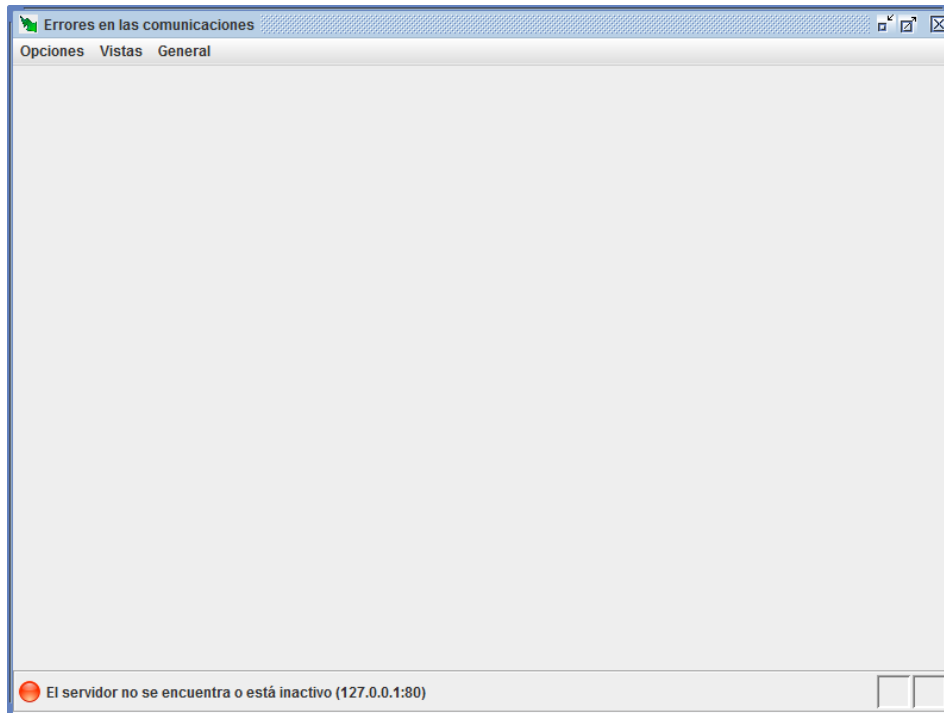 Errores en las comunicaciones
Opciones Vistas General
El servidor no se encuentra o está inactivo (127.0.0.1:80)